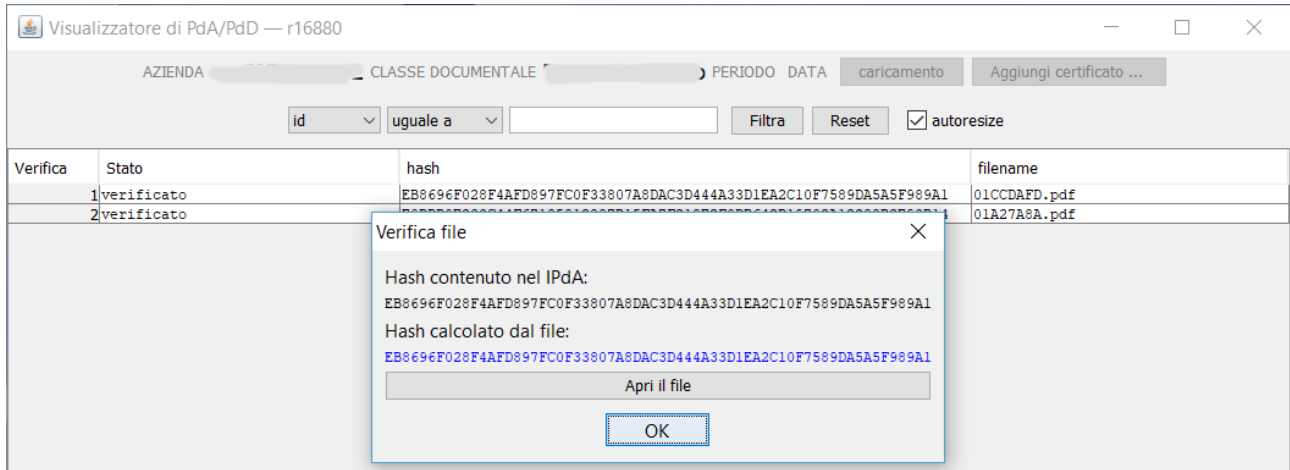 Visualizzatore di PdA/PdD — r16880
AZIENDA CLASSE DOCUMENTALE PERIODO DATA caricamento Aggiungi certificato ...
id uguale a Filtra Reset autoresize
Verifica Stato hash filename
1 verificato EB8696F028F4AFD897FC0F33807A8DAC3D444A33D1EA2C10F7589DA5A5F989A1 01CCDAFD.pdf
2 verificato 01A27A8A.pdf
Verifica file
Hash contenuto nel IPdA:
EB8696F028F4AFD897FC0F33807A8DAC3D444A33D1EA2C10F7589DA5A5F989A1
Hash calcolato dal file:
EB8696F028F4AFD897FC0F33807A8DAC3D444A33D1EA2C10F7589DA5A5F989A1
Apri il file
OK